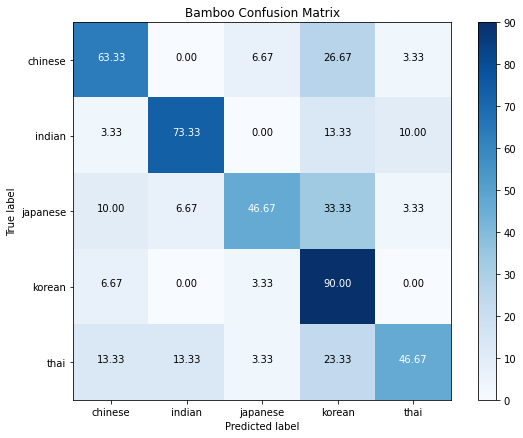 Bamboo Confusion Matrix
chinese 63.33 0.00 6.67 26.67 3.33
indian 3.33 73.33 0.00 13.33 10.00
japanese 10.00 6.67 46.67 33.33 3.33
korean 6.67 0.00 3.33 90.00 0.00
thai 13.33 13.33 3.33 23.33 46.67
chinese indian japanese korean thai
Predicted label
True label
90
80
70
60
50
40
30
20
10
0